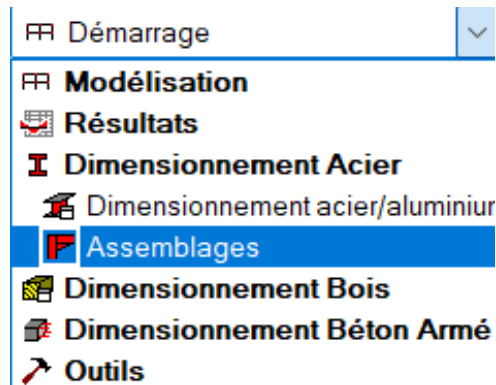 Démarrage
Modélisation
Résultats
Dimensionnement Acier
Dimensionnement acier/aluminiur
Assemblages
Dimensionnement Bois
Dimensionnement Béton Armé
Outils